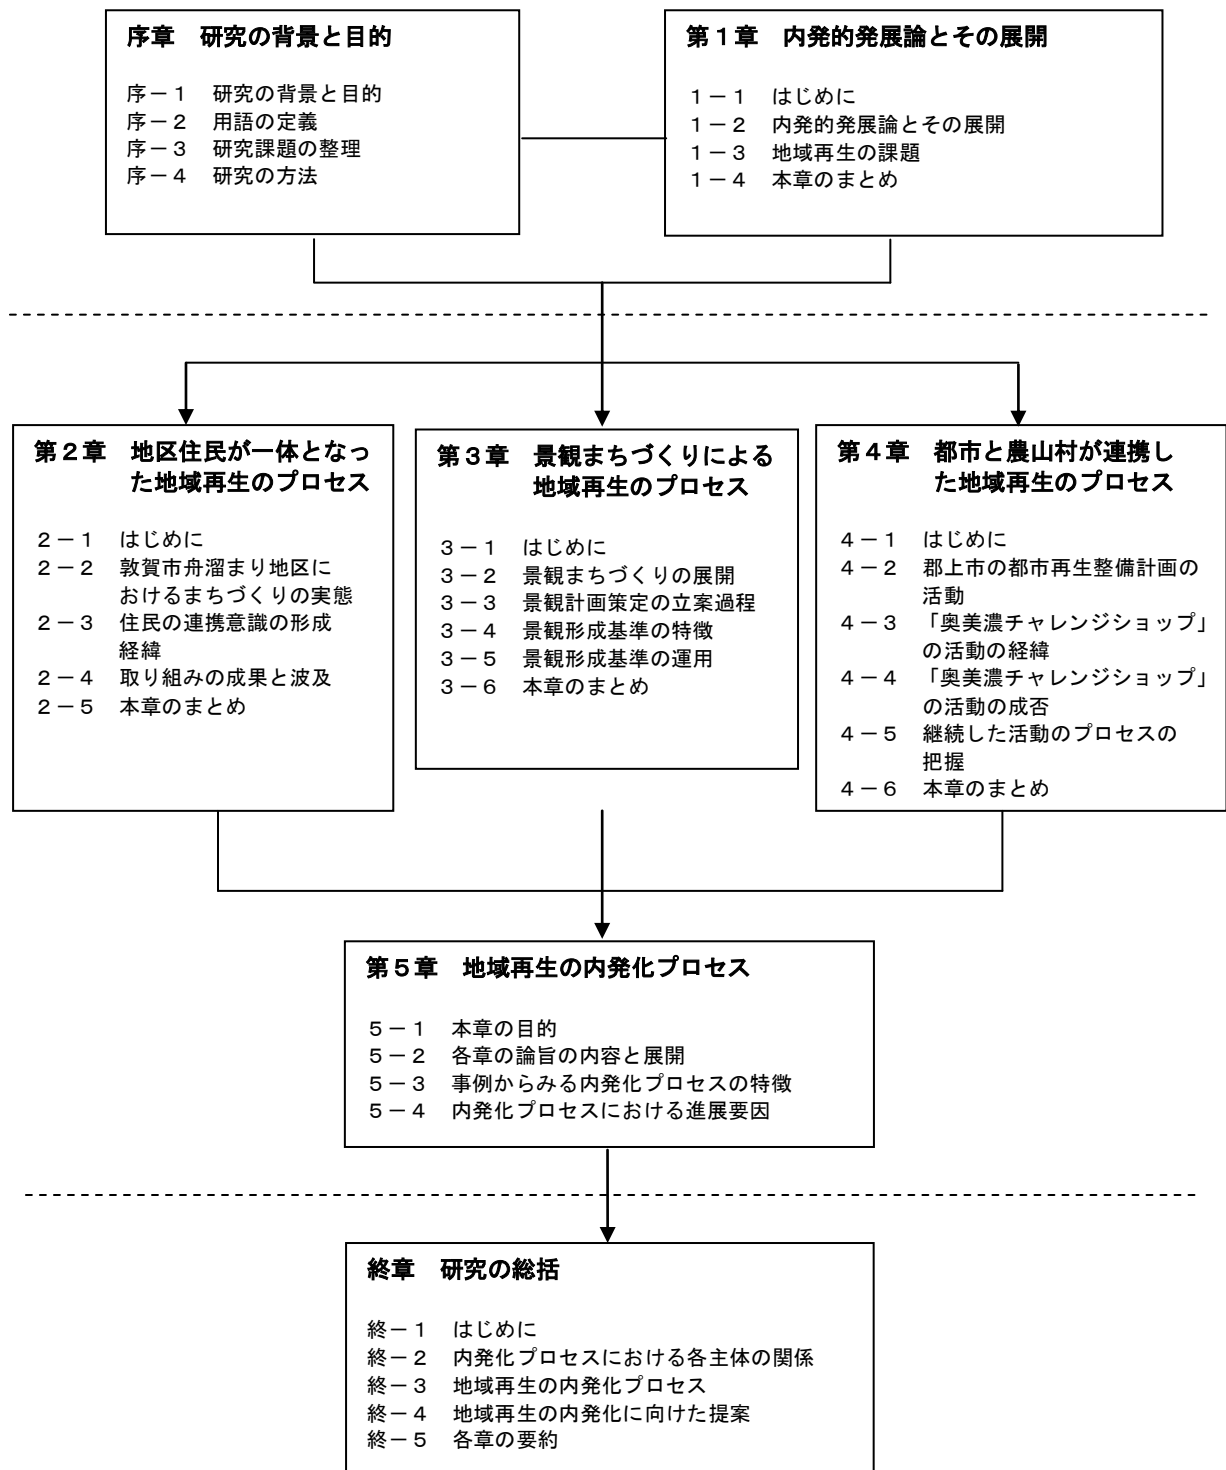 序章　研究の背景と目的
序－１　研究の背景と目的
序－２　用語の定義
序－３　研究課題の整理
序－４　研究の方法
第１章　内発的発展論とその展開
１－１　はじめに
１－２　内発的発展論とその展開
１－３　地域再生の課題
１－４　本章のまとめ
第２章　地区住民が一体となっ
た地域再生のプロセス
２－１　はじめに
２－２　敦賀市舟溜まり地区に
おけるまちづくりの実態
２－３　住民の連携意識の形成
経緯
２－４　取り組みの成果と波及
２－５　本章のまとめ
第３章　景観まちづくりによる
地域再生のプロセス
３－１　はじめに
３－２　景観まちづくりの展開
３－３　景観計画策定の立案過程
３－４　景観形成基準の特徴
３－５　景観形成基準の運用
３－６　本章のまとめ
第４章　都市と農山村が連携し
た地域再生のプロセス
４－１　はじめに
４－２　郡上市の都市再生整備計画の
活動
４－３　「奥美濃チャレンジショップ」
の活動の経緯
４－４　「奥美濃チャレンジショップ」
の活動の成否
４－５　継続した活動のプロセスの
把握
４－６　本章のまとめ
第５章　地域再生の内発化プロセス
５－１　本章の目的
５－２　各章の論旨の内容と展開
５－３　事例からみる内発化プロセスの特徴
５－４　内発化プロセスにおける進展要因
終章　研究の総括
終－１　はじめに
終－２　内発化プロセスにおける各主体の関係
終－３　地域再生の内発化プロセス
終－４　地域再生の内発化に向けた提案
終－５　各章の要約